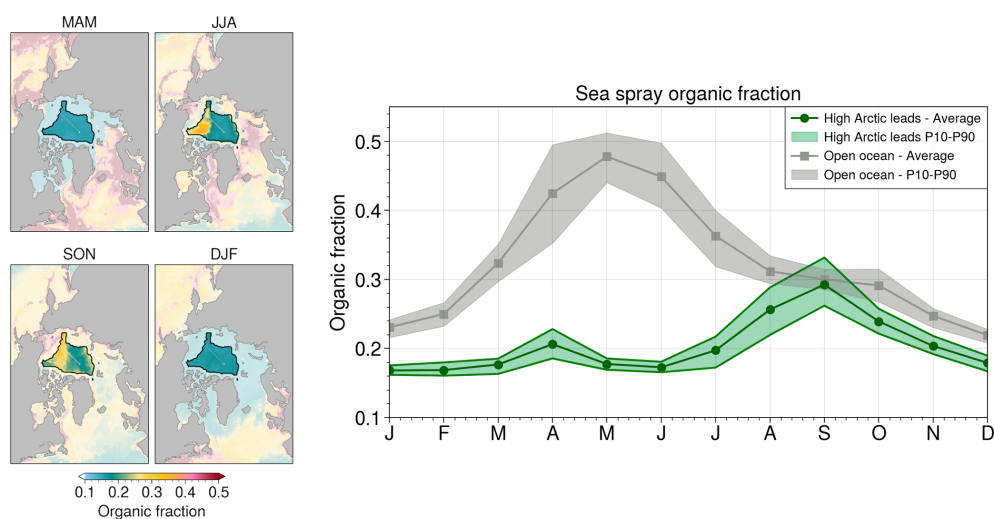 MAM
JJA
SON
DJF
0.1 0.2 0.3 0.4 0.5
Organic fraction
Sea spray organic fraction
High Arctic leads - Average
High Arctic leads P10-P90
Open ocean - Average
Open ocean - P10-P90
Organic fraction
0.5
0.4
0.3
0.2
0.1
J F M A M J J A S O N D